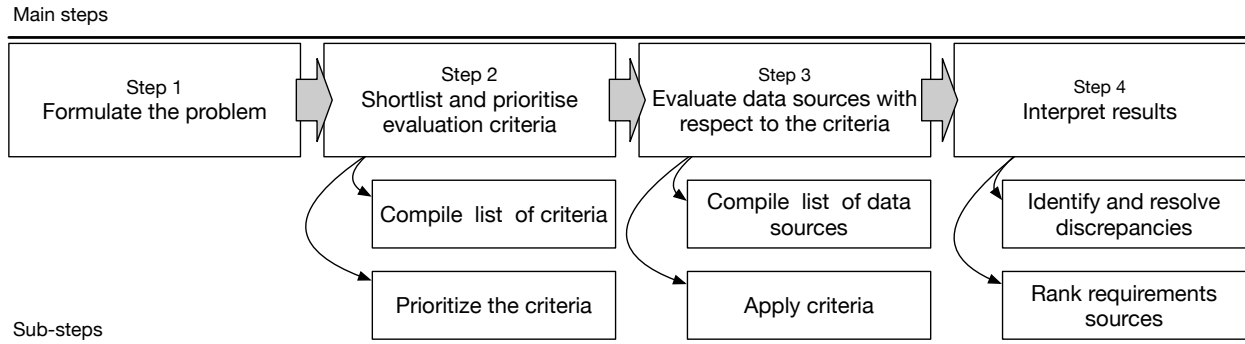 Main steps
Step 1
Formulate the problem
Step 2
Shortlist and prioritise
evaluation criteria
Step 3
Evaluate data sources with
respect to the criteria
Step 4
Interpret results
Compile list of criteria
Compile list of data
sources
Identify and resolve
discrepancies
Prioritize the criteria
Apply criteria
Rank requirements
sources
Sub-steps